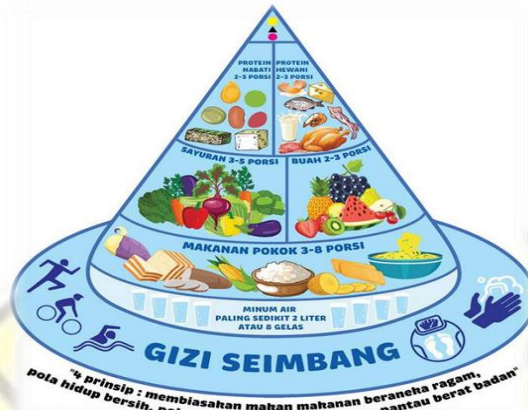 PROTEIN NABATI 2-3 PORSI
PROTEIN HEWANI 2-3 PORSI
SAYURAN 3-5 PORSI
BUAH 2-3 PORSI
MAKANAN POKOK 3-8 PORSI
MINUM AIR
PALING SEDIKIT 2 LITER
ATAU 8 GELAS
GIZI SEIMBANG
"4 prinsip : membiasakan makan makanan beraneka ragam,
pola hidup bersih, pantau berat badan"